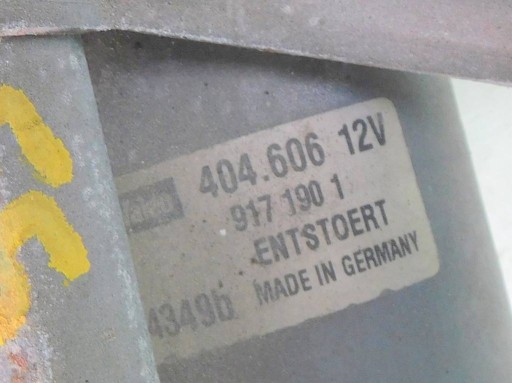 404.606 12V
917 190 1
ENTSTOERT
4349b MADE IN GERMANY